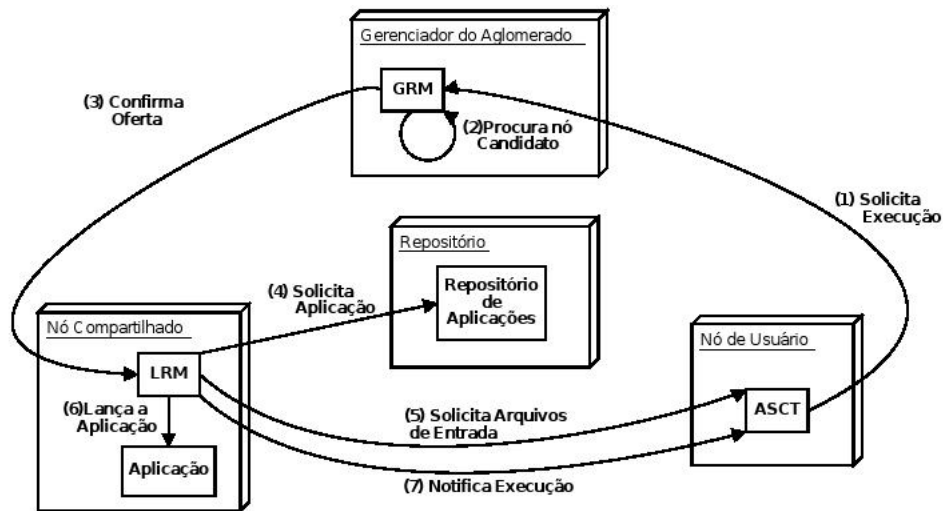 Gerenciador do Aglomerado
GRM
(3) Confirma
Oferta
(2)Procura nó
Candidato
(1) Solicita
Execução
Repositório
(4) Solicita
Aplicação
Repositório
de
Aplicações
Nó Compartilhado
LRM
Nó de Usuário
ASCT
(6)Lança a
Aplicação
(5) Solicita Arquivos
de Entrada
Aplicação
(7) Notifica Execução